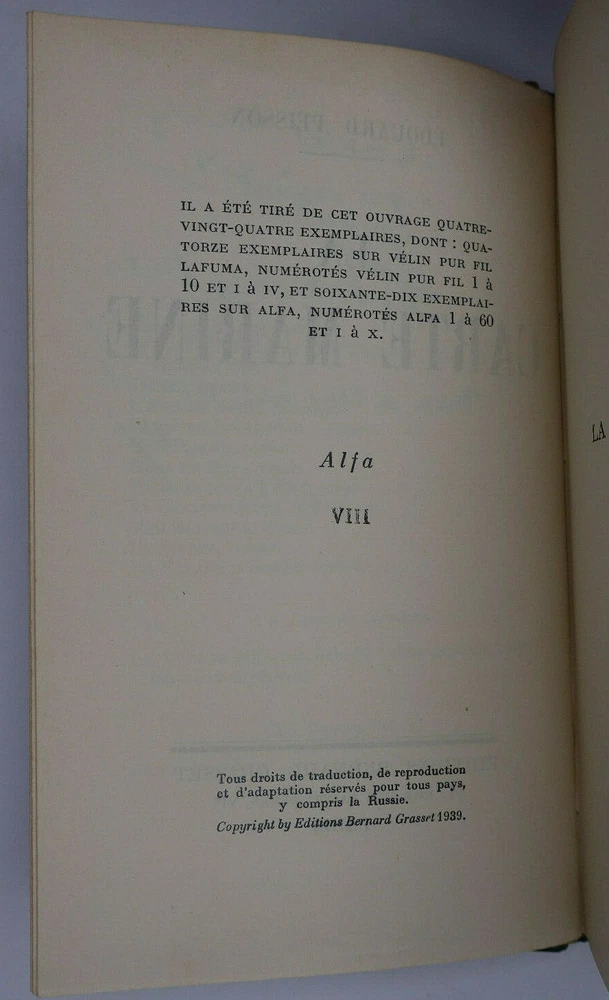 IL A ÉTÉ TIRÉ DE CET OUVRAGE QUATRE-
VINGT-QUATRE EXEMPLAIRES, DONT : QUA-
TORZE EXEMPLAIRES SUR VÉLIN PUR FIL
LAFUMA, NUMÉROTÉS VÉLIN PUR FIL 1 à
10 ET I à IV, ET SOIXANTE-DIX EXEMPLAI-
RES SUR ALFA, NUMÉROTÉS ALFA 1 à 60
ET I à X.
Alfa
VIII
Tous droits de traduction, de reproduction
et d'adaptation réservés pour tous pays,
y compris la Russie.
Copyright by Editions Bernard Grasset 1939.
LA